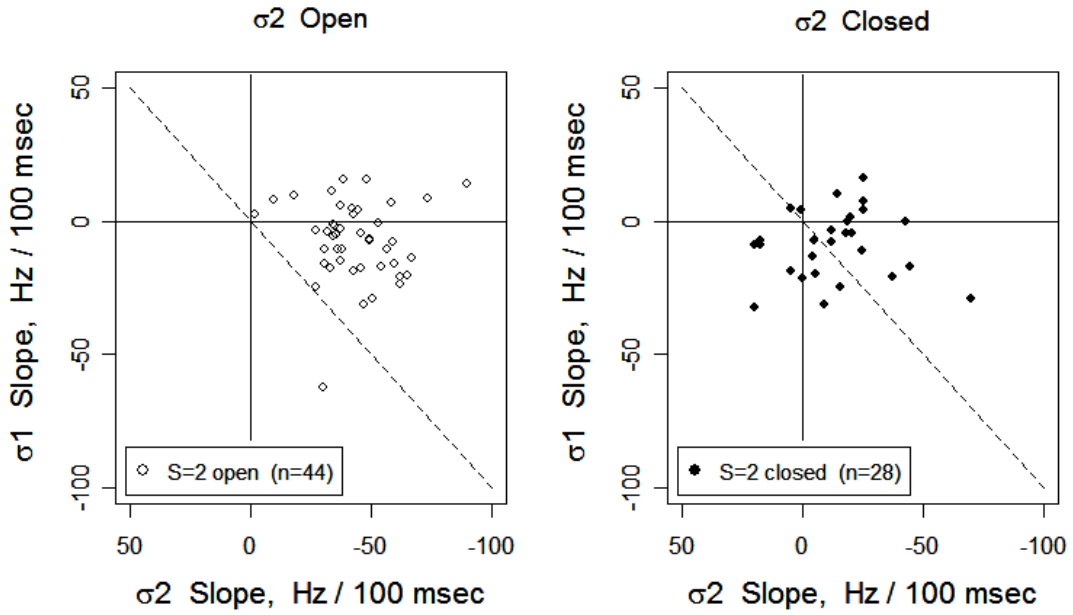 σ2 Open
σ1 Slope, Hz / 100 msec
50
0
-50
-100
S=2 open (n=44)
50
0
-50
-100
σ2 Slope, Hz / 100 msec
σ2 Closed
σ1 Slope, Hz / 100 msec
50
0
-50
-100
S=2 closed (n=28)
50
0
-50
-100
σ2 Slope, Hz / 100 msec